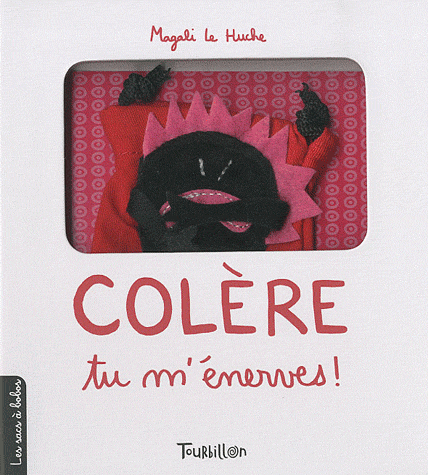 Magali Le Huche
COLÈRE
tu m'énerves !
Les sacs à bobos
TOURBILLON